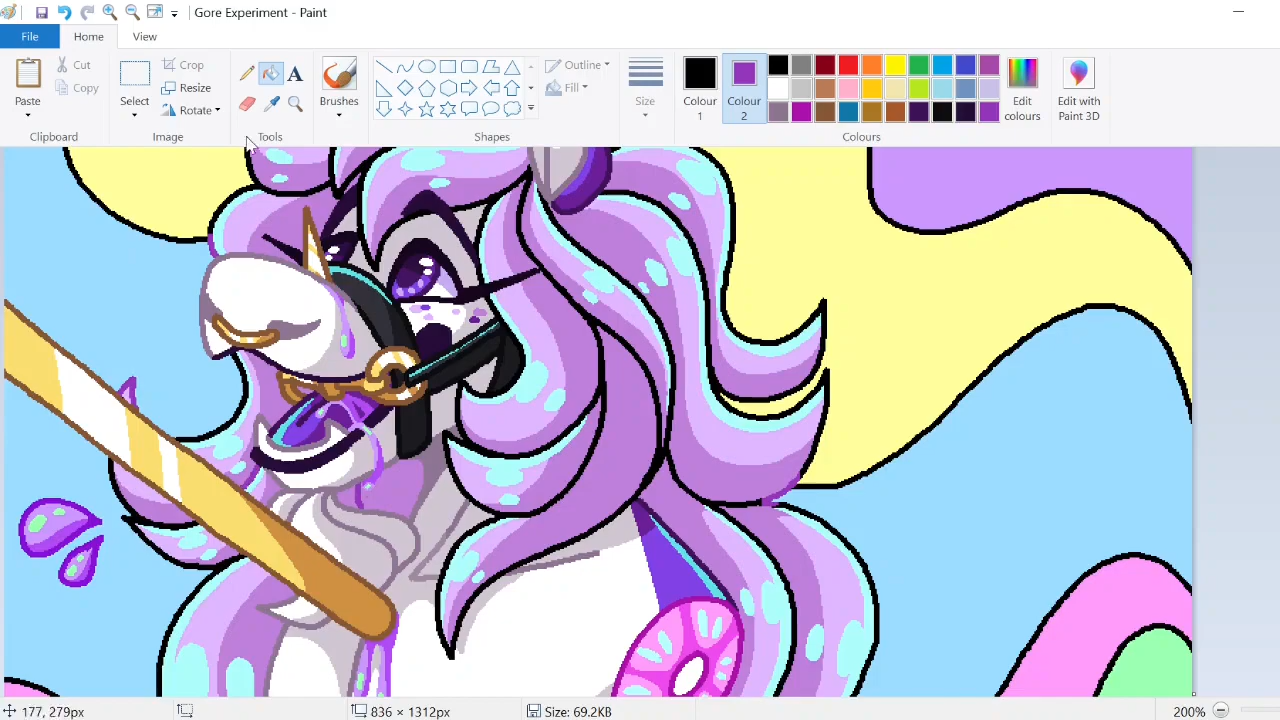 Gore Experiment - Paint
File Home View
Paste
Clipboard
Cut
Copy
Select
Crop
Resize
Rotate
Image
A
Tools
Brushes
Shapes
Outline
Fill
Size
Colour 1
Colour 2
Edit colours
Colours
Edit with Paint 3D
177, 279px
836 × 1312px
Size: 69.2KB
200%